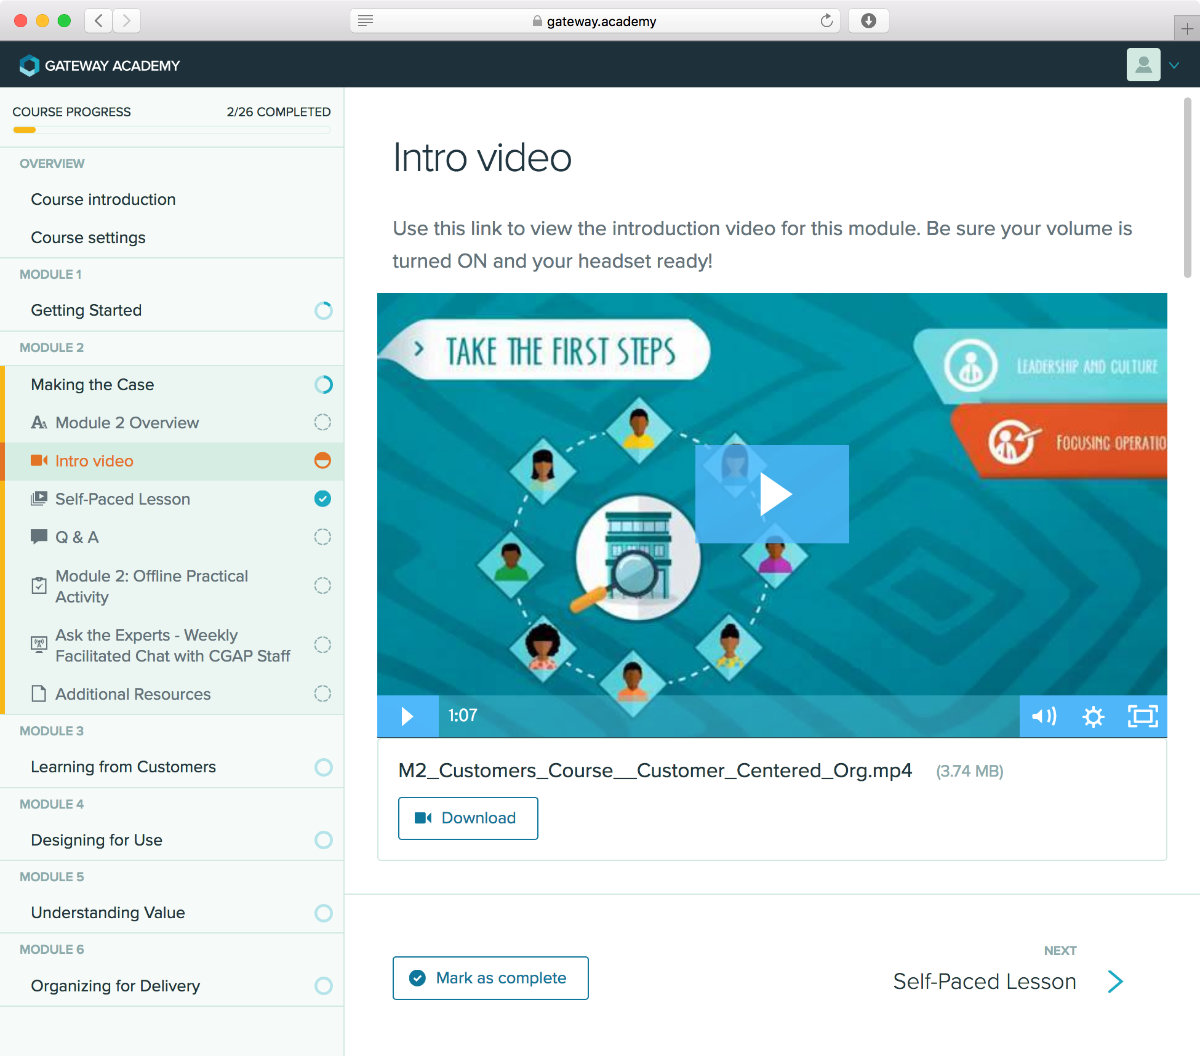 gateway.academy
GATEWAY ACADEMY
COURSE PROGRESS
2/26 COMPLETED
OVERVIEW
Course introduction
Course settings
MODULE 1
Getting Started
MODULE 2
Making the Case
Module 2 Overview
Intro video
Self-Paced Lesson
Q & A
Module 2: Offline Practical
Activity
Ask the Experts - Weekly
Facilitated Chat with CGAP Staff
Additional Resources
MODULE 3
Learning from Customers
MODULE 4
Designing for Use
MODULE 5
Understanding Value
MODULE 6
Organizing for Delivery
Intro video
Use this link to view the introduction video for this module. Be sure your volume is
turned ON and your headset ready!
TAKE THE FIRST STEPS
LEADERSHIP AND CULTURE
FOCUSING OPERATIO
1:07
M2_Customers_Course__Customer_Centered_Org.mp4 (3.74 MB)
Download
Mark as complete
NEXT
Self-Paced Lesson